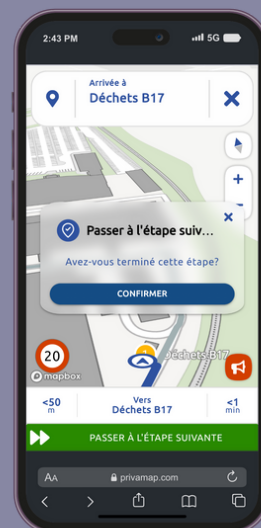 2:43 PM
5G
Arrivée à
Déchets B17
Passer à l'étape suiv...
Avez-vous terminé cette étape?
CONFIRMER
20
mapbox
Déchets B17
<50
m
Vers
Déchets B17
<1
min
PASSER À L'ÉTAPE SUIVANTE
AA
privamap.com